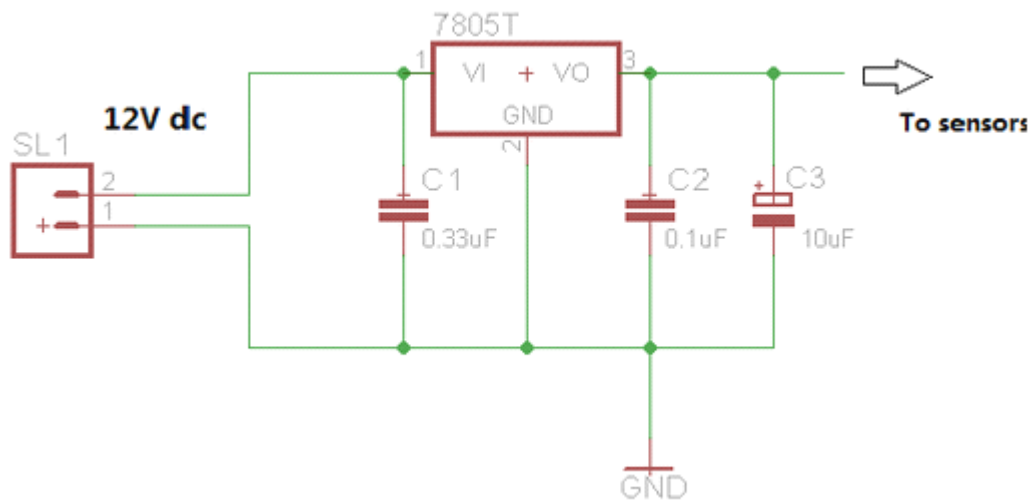 7805T
1
VI
+
VO
3
GND
2
12V dc
To sensors
SL1
2
1
+
+
C1
0.33uF
+
C2
0.1uF
+
C3
10uF
GND